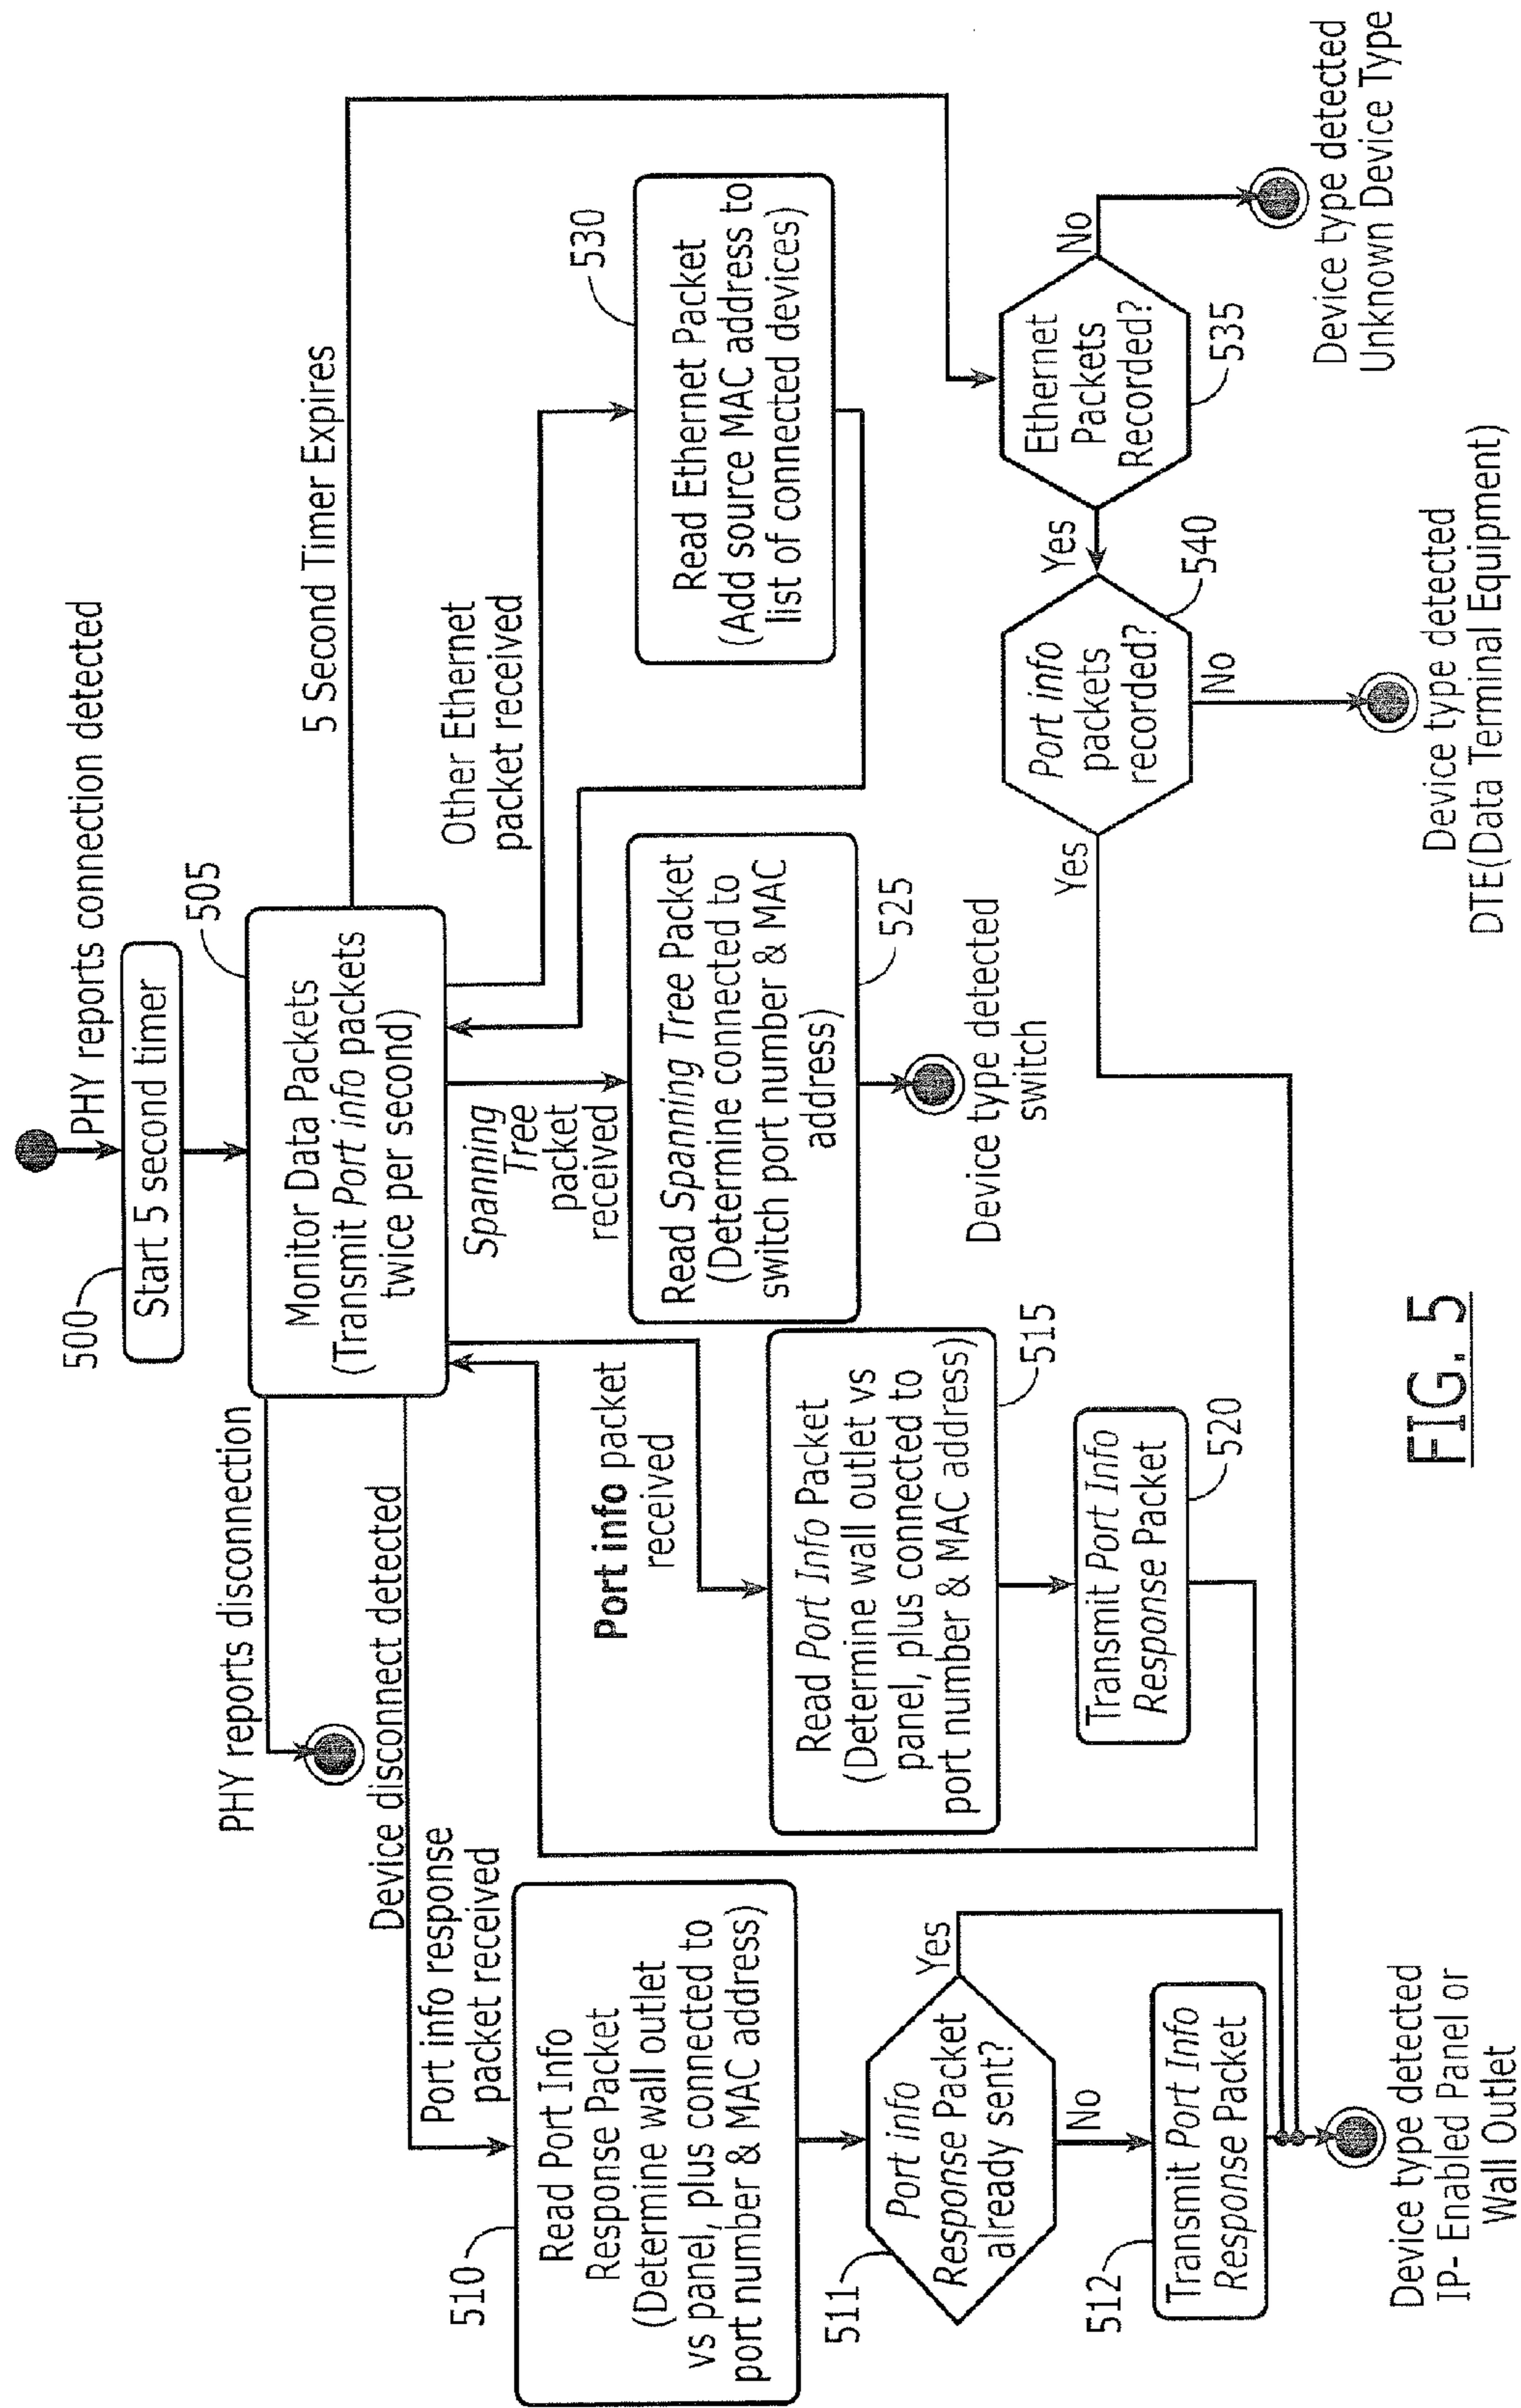 PHY reports connection detected
500
Start 5 second timer
505
Monitor Data Packets
(Transmit Port info packets
twice per second)
PHY reports disconnection
Device disconnect detected
5 Second Timer Expires
Port info response
packet received
Port info packet
received
Spanning
Tree
packet
received
Other Ethernet
packet received
510
Read Port Info
Response Packet
(Determine wall outlet
vs panel, plus connected to
port number & MAC address)
511
Port info
Response Packet
already sent?
Yes
No
512
Transmit Port Info
Response Packet
Device type detected
IP- Enabled Panel or
Wall Outlet
Read Port Info Packet
(Determine wall outlet vs
panel, plus connected to
port number & MAC address)
515
Transmit Port Info
Response Packet
520
Read Spanning Tree Packet
(Determine connected to
switch port number & MAC
address)
525
Device type detected
switch
530
Read Ethernet Packet
(Add source MAC address to
list of connected devices)
Ethernet
Packets
Recorded?
535
No
Device type detected
Unknown Device Type
Yes
Port info
packets
recorded?
540
Yes
No
Device type detected
DTE(Data Terminal Equipment)
FIG. 5